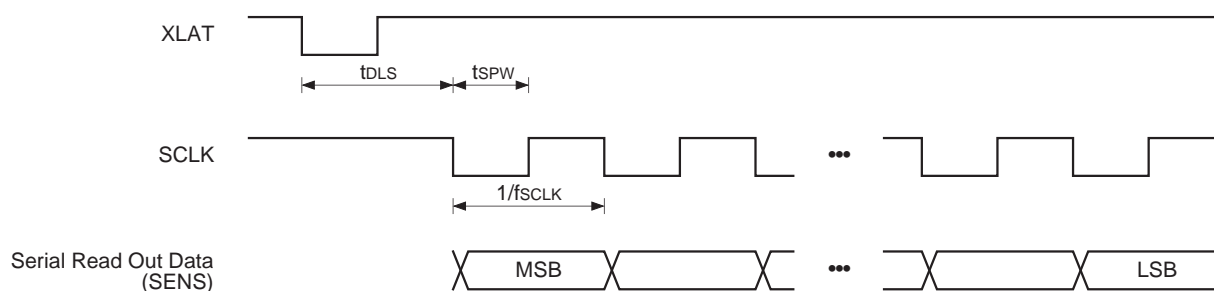 XLAT
tDLS
tSPW
SCLK
•••
1/fSCLK
Serial Read Out Data
(SENS)
MSB
•••
LSB